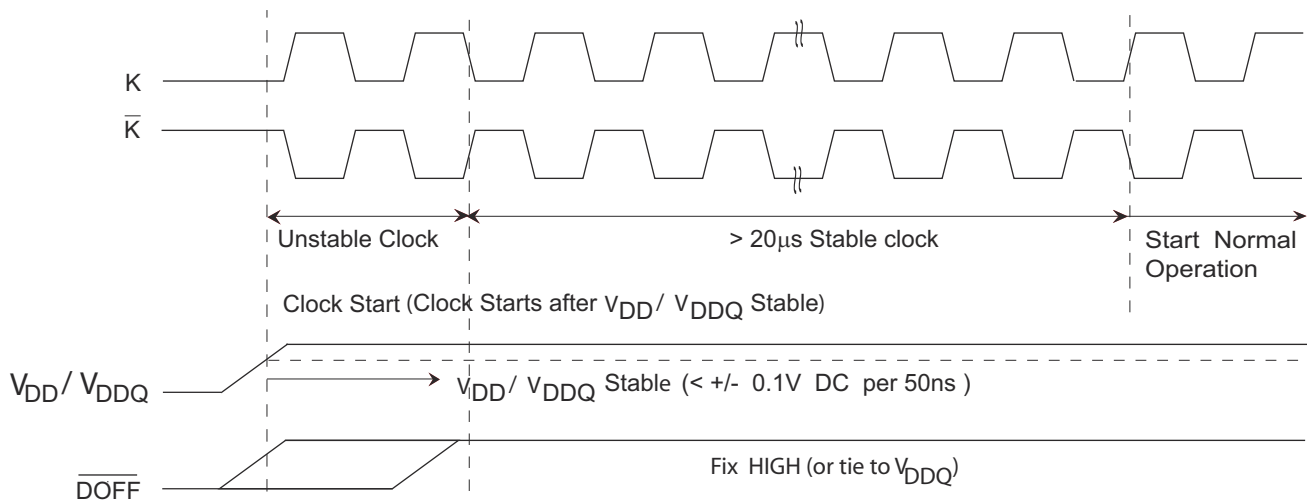 K
K̅
Unstable Clock
> 20μs Stable clock
Start Normal
Operation
Clock Start (Clock Starts after VDD / VDDQ Stable)
VDD / VDDQ
VDD / VDDQ Stable (< +/- 0.1V DC per 50ns )
DOFF
Fix HIGH (or tie to VDDQ)